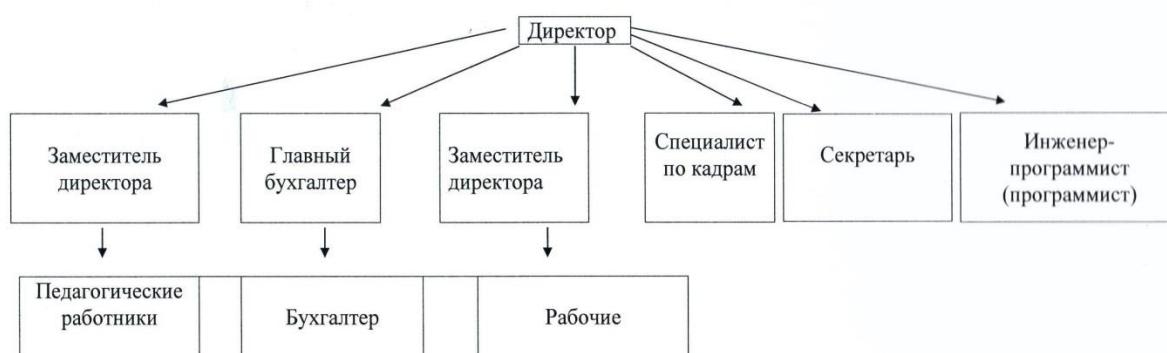 Директор
Заместитель
директора
Главный
бухгалтер
Заместитель
директора
Специалист
по кадрам
Секретарь
Инженер-
программист
(программист)
Педагогические
работники
Бухгалтер
Рабочие